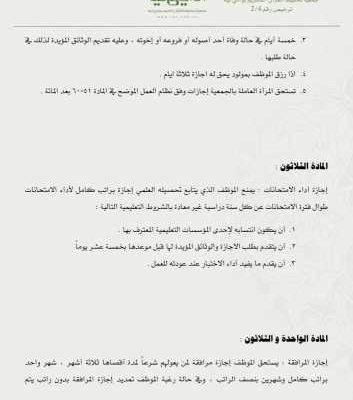 ترخيص رقم 2/4
٣. خمسة أيام في حالة وفاة أحد أصوله أو فروعه أو إخوته ، وعليه تقديم الوثائق المؤيدة لذلك في
حالة طلبها .
٤. اذا رزق الموظف بمولود يحق له اجازة ثلاثة ايام .
٥. تستحق المرأة العاملة بالجمعية إجازات وفق نظام العمل الموضح في المادة ٥١-٦٠ بعد المائة .
المادة الثلاثون :
إجازة أداء الامتحانات : يمنح الموظف الذي يتابع تحصيله العلمي إجازة براتب كامل لأداء الامتحانات
طوال فترة الامتحانات عن كل سنة دراسية غير معادة بالشروط التعليمية التالية :
١. أن يكون انتسابه لإحدى المؤسسات التعليمية المعترف بها .
٢. أن يتقدم بطلب الاجازة والوثائق المؤيدة لها قبل موعدها بخمسة عشر يوماً
٣. أن يقدم ما يفيد أداء الاختبار عند عودته للعمل .
المادة الواحدة و الثلاثون :
إجازة المرافقة : يستحق الموظف إجازة مرافقة لمن يعولهم شرعاً لمدة أقصاها ثلاثة أشهر ، شهر واحد
براتب كامل وشهرين بنصف الراتب ، وفي حالة رغبة الموظف تمديد إجازة المرافقة بدون راتب يتم